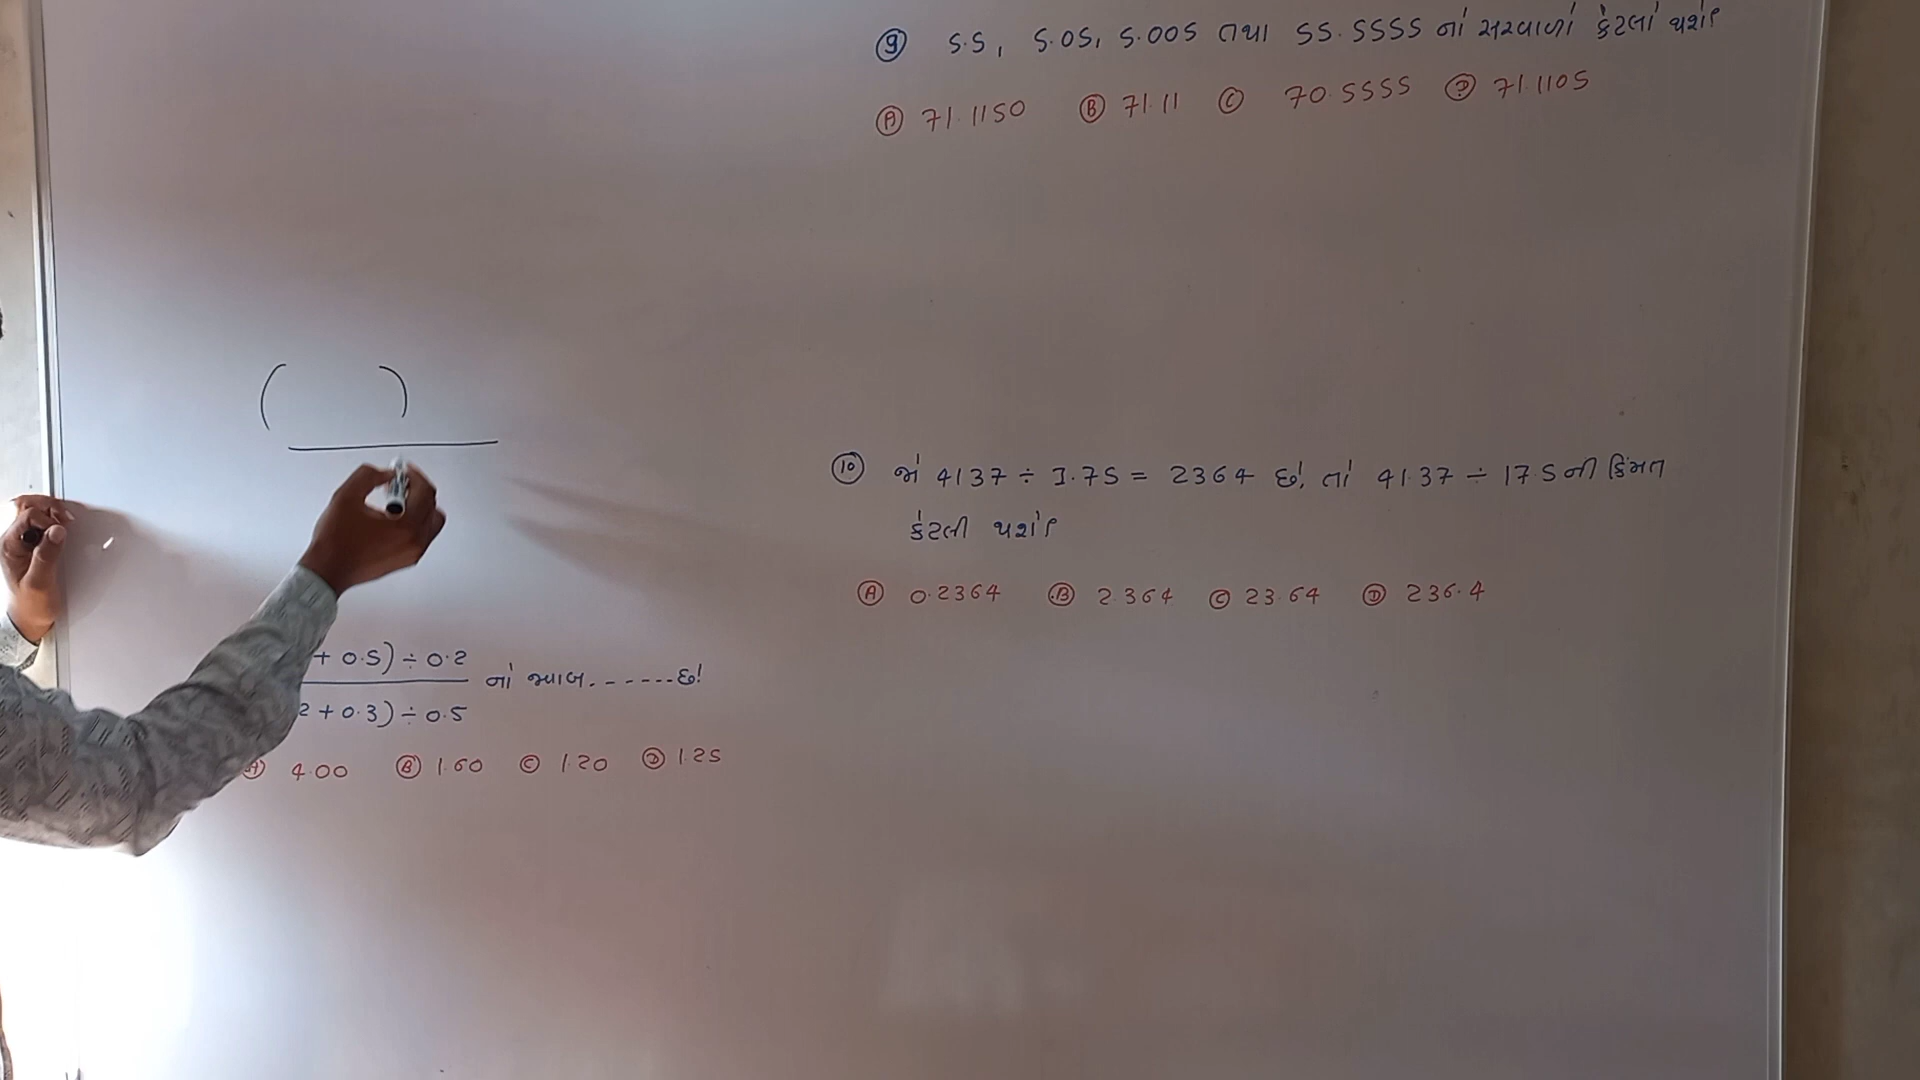 9 5.5, 5.05, 5.005 તથા 55.5555 નો સરવાળો કેટલો થશે?
A 71.1150 B 71.11 C 70.5555 D 71.1105
( )
10 જો 4137 ÷ 1.75 = 2364 છે! તો 41.37 ÷ 17.5 ની કિંમત
કેટલી થશે?
A 0.2364 B 2.364 C 23.64 D 236.4
+ 0.5) ÷ 0.2
2 + 0.3) ÷ 0.5
નો જવાબ.------છે!
A 4.00 B 1.60 C 1.20 D 1.25